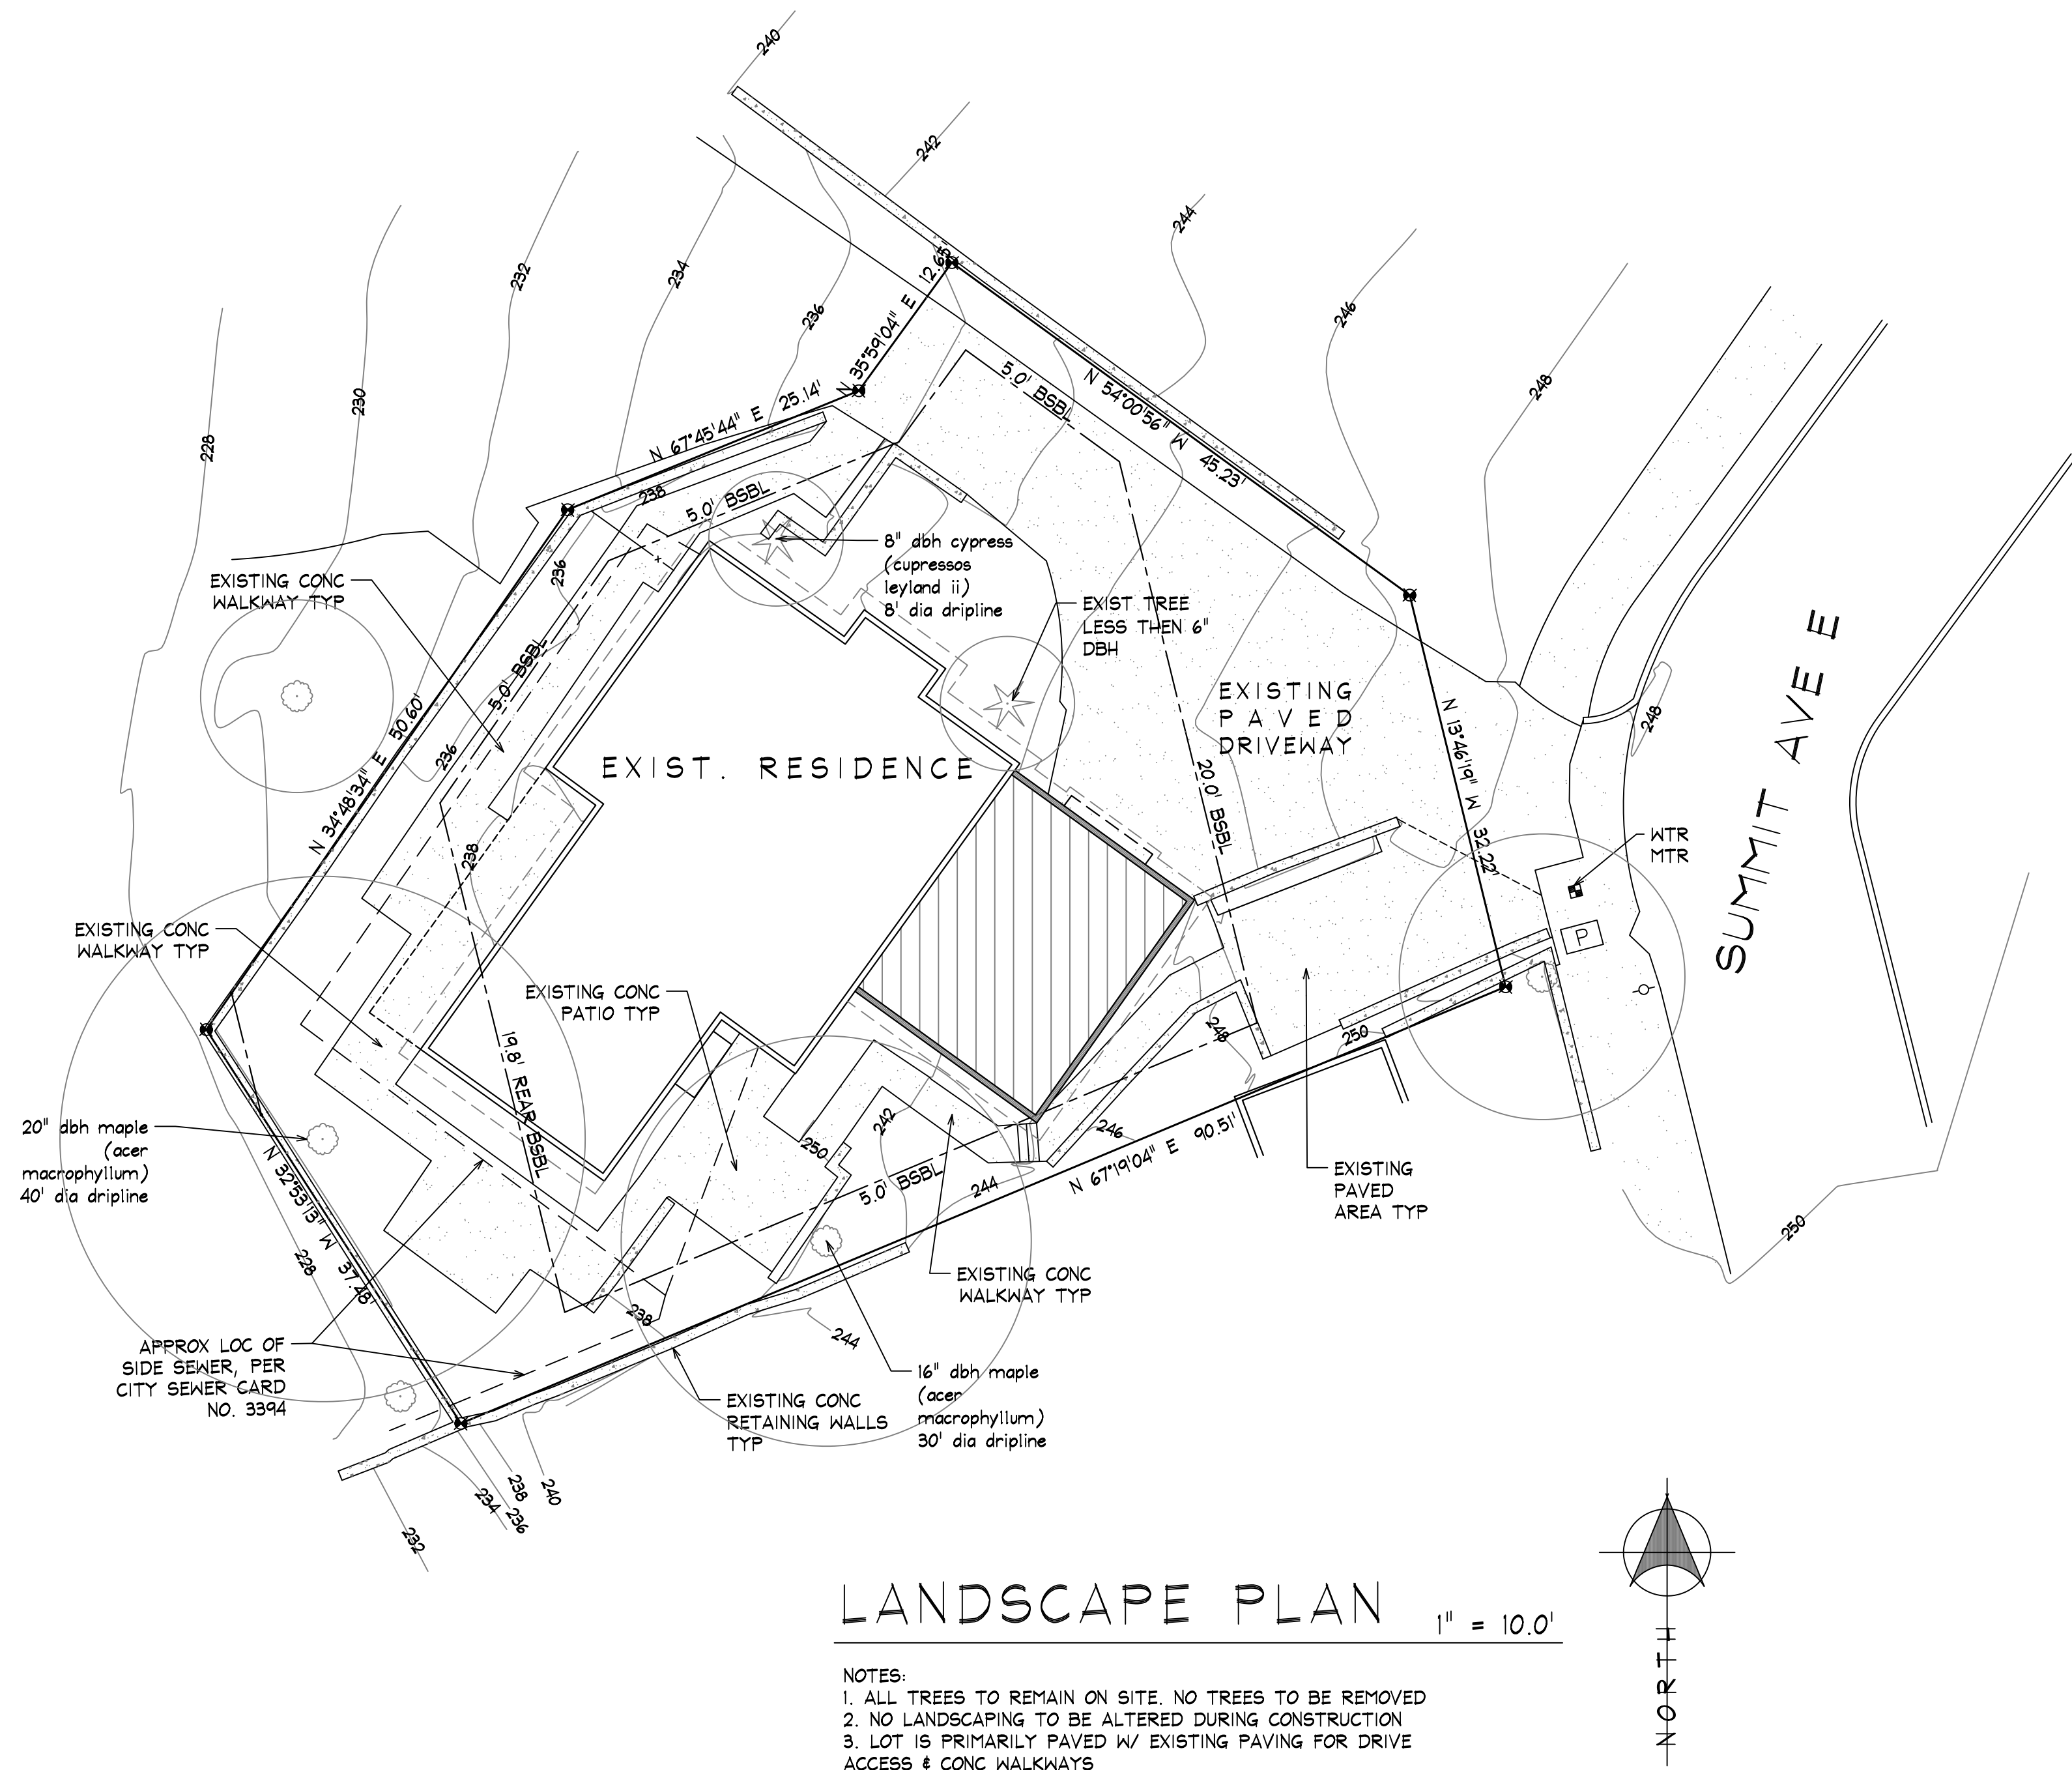 240
242
244
246
248
234
232
230
228
236
N 35°59'04" E 12.65'
N 67°45'44" E 25.14'
5.0' BSBL
N 54°00'56" W 45.23'
238
5.0' BSBL
8" dbh cypress
(cupressos
leyland ii)
8' dia dripline
236
EXISTING CONC
WALKWAY TYP
EXIST TREE
LESS THEN 6"
DBH
5.0' BSBL
N 34°48'34" E 50.60'
236
EXISTING
PAVED
DRIVEWAY
N 13°46'19" W 32.22'
248
SUMMIT AVE E
EXIST. RESIDENCE
20.0' BSBL
WTR
MTR
238
EXISTING CONC
WALKWAY TYP
P
EXISTING CONC
PATIO TYP
248
250
19.8' REAR BSBL
20" dbh maple
(acer
macrophyllum)
40' dia dripline
N 32°53'13" W 37.48'
228
242
250
246
N 67°19'04" E 90.51'
5.0' BSBL
244
EXISTING
PAVED
AREA TYP
250
EXISTING CONC
WALKWAY TYP
238
244
APPROX LOC OF
SIDE SEWER, PER
CITY SEWER CARD
NO. 3394
EXISTING CONC
RETAINING WALLS
TYP
16" dbh maple
(acer
macrophyllum)
30' dia dripline
232
234
236
238
240
LANDSCAPE PLAN 1" = 10.0'
NORTH
NOTES:
1. ALL TREES TO REMAIN ON SITE. NO TREES TO BE REMOVED
2. NO LANDSCAPING TO BE ALTERED DURING CONSTRUCTION
3. LOT IS PRIMARILY PAVED W/ EXISTING PAVING FOR DRIVE
ACCESS & CONC WALKWAYS